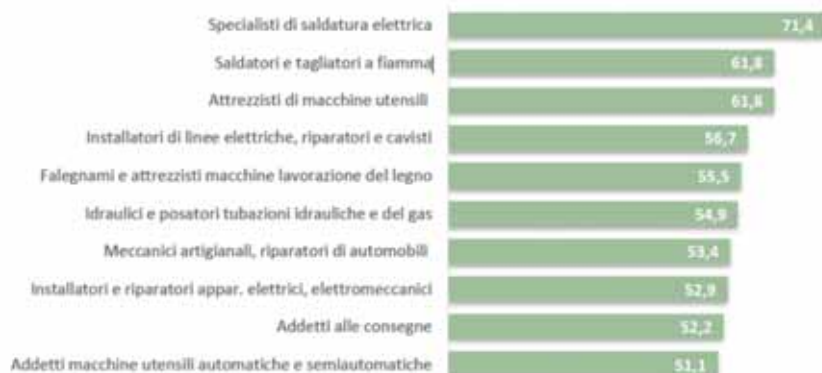 Specialisti di saldatura elettrica 71,4
Saldatori e tagliatori a fiamma 61,8
Attrezzisti di macchine utensili 61,8
Installatori di linee elettriche, riparatori e cavisti 56,7
Falegnami e attrezzisti macchine lavorazione del legno 55,5
Idraulici e posatori tubazioni idrauliche e del gas 54,9
Meccanici artigianali, riparatori di automobili 53,4
Installatori e riparatori appar. elettrici, elettromeccanici 52,9
Addetti alle consegne 52,2
Addetti macchine utensili automatiche e semiautomatiche 51,1